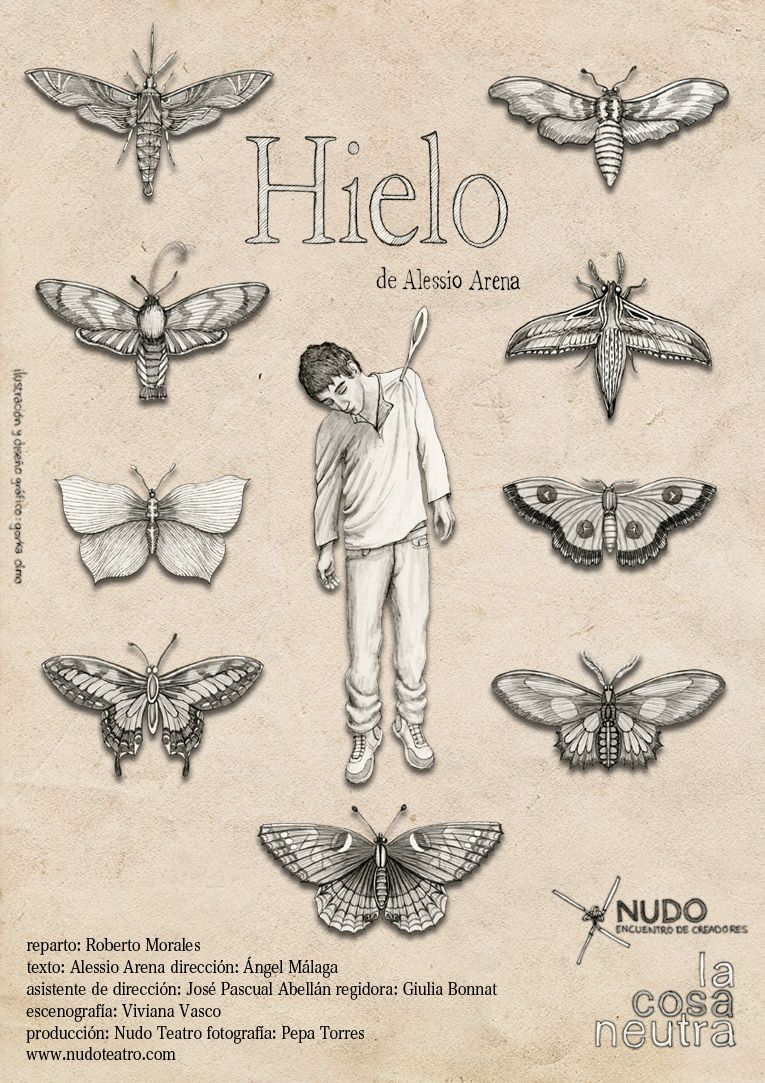 Hielo
de Alessio Arena
ilustración y diseño gráfico: gorka olmo
NUDO
ENCUENTRO DE CREADORES
la
cosa
neutra
reparto: Roberto Morales
texto: Alessio Arena dirección: Ángel Málaga
asistente de dirección: José Pascual Abellán regidora: Giulia Bonnat
escenografía: Viviana Vasco
producción: Nudo Teatro fotografía: Pepa Torres
www.nudoteatro.com